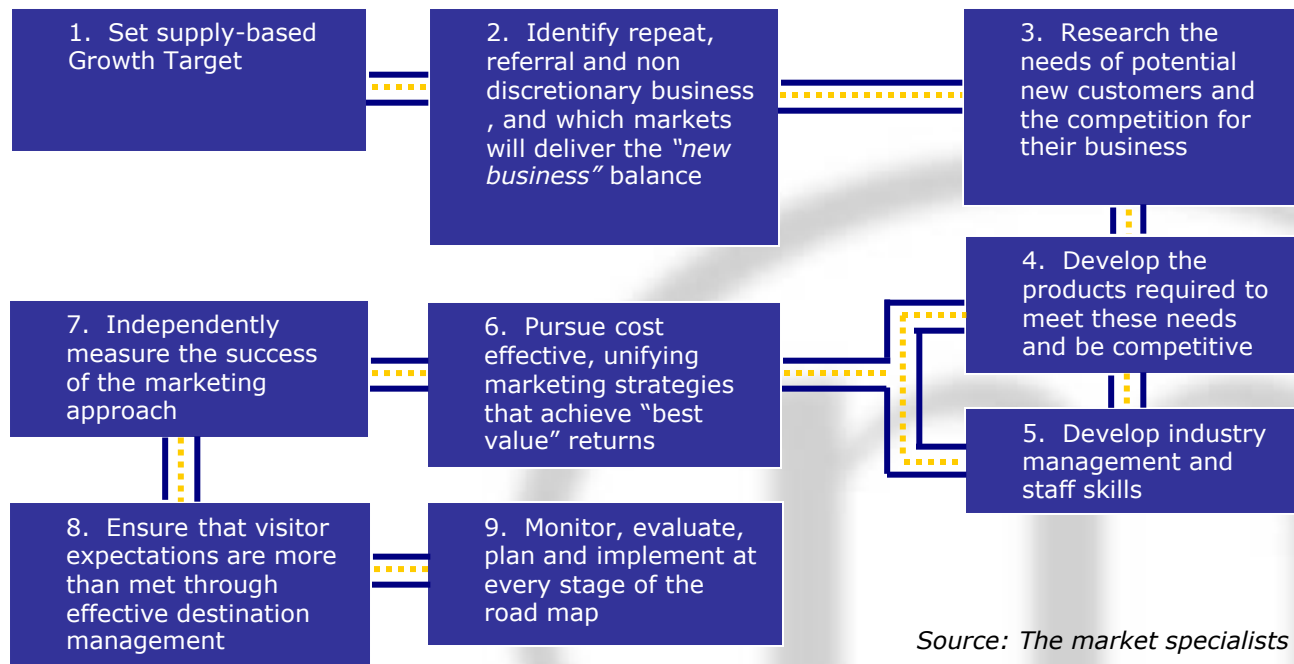 1. Set supply-based
Growth Target
2. Identify repeat,
referral and non
discretionary business
, and which markets
will deliver the “new
business” balance
3. Research the
needs of potential
new customers and
the competition for
their business
4. Develop the
products required to
meet these needs
and be competitive
5. Develop industry
management and
staff skills
6. Pursue cost
effective, unifying
marketing strategies
that achieve “best
value” returns
7. Independently
measure the success
of the marketing
approach
8. Ensure that visitor
expectations are more
than met through
effective destination
management
9. Monitor, evaluate,
plan and implement at
every stage of the
road map
Source: The market specialists